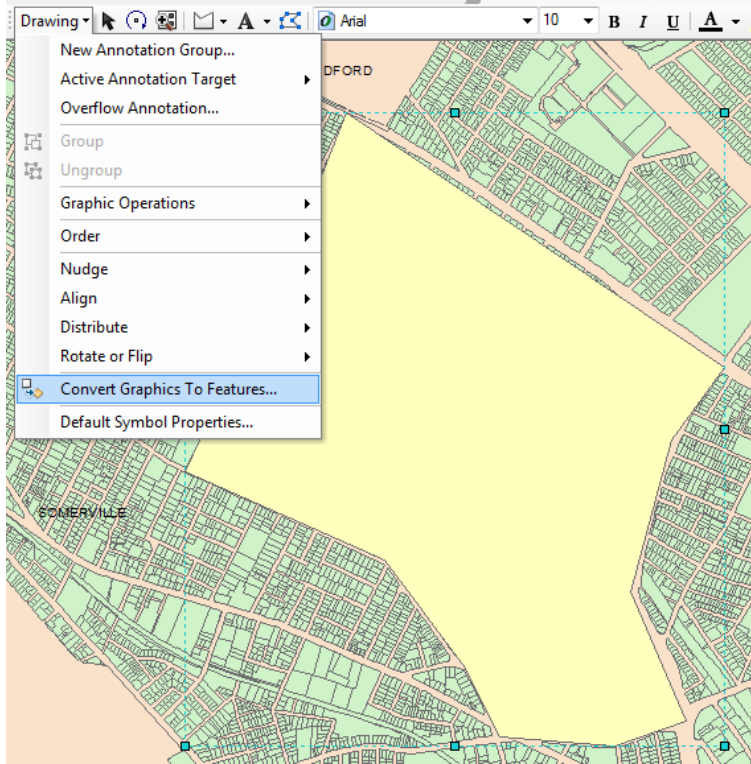 Drawing A Arial 10 B I U A
New Annotation Group...
Active Annotation Target
DFORD
Overflow Annotation...
Group
Ungroup
Graphic Operations
Order
Nudge
Align
Distribute
Rotate or Flip
Convert Graphics To Features...
Default Symbol Properties...
SOMERVILLE